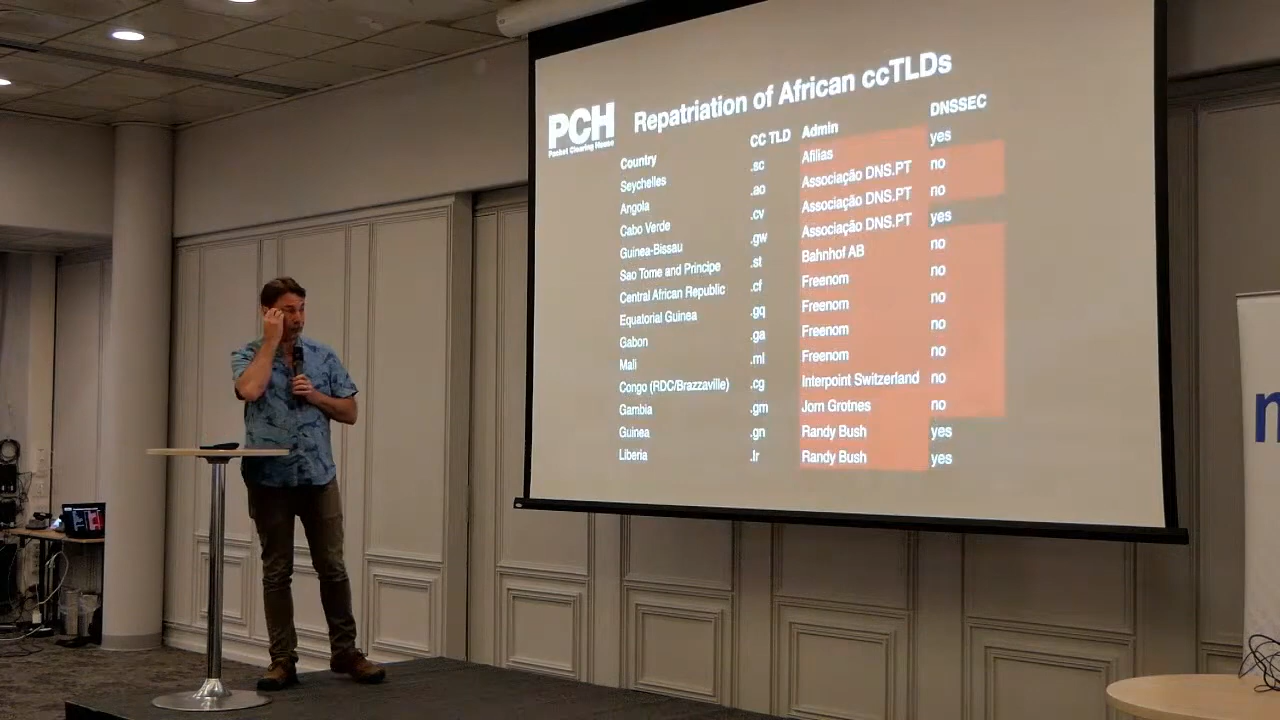 PCH
Packet Clearing House
Repatriation of African ccTLDs
Country CC TLD Admin DNSSEC
Seychelles .sc Afilias yes
Angola .ao Associação DNS.PT no
Cabo Verde .cv Associação DNS.PT no
Guinea-Bissau .gw Associação DNS.PT yes
Sao Tome and Principe .st Bahnhof AB no
Central African Republic .cf Freenom no
Equatorial Guinea .gq Freenom no
Gabon .ga Freenom no
Mali .ml Freenom no
Congo (RDC/Brazzaville) .cg Interpoint Switzerland no
Gambia .gm Jorn Grotnes no
Guinea .gn Randy Bush yes
Liberia .lr Randy Bush yes